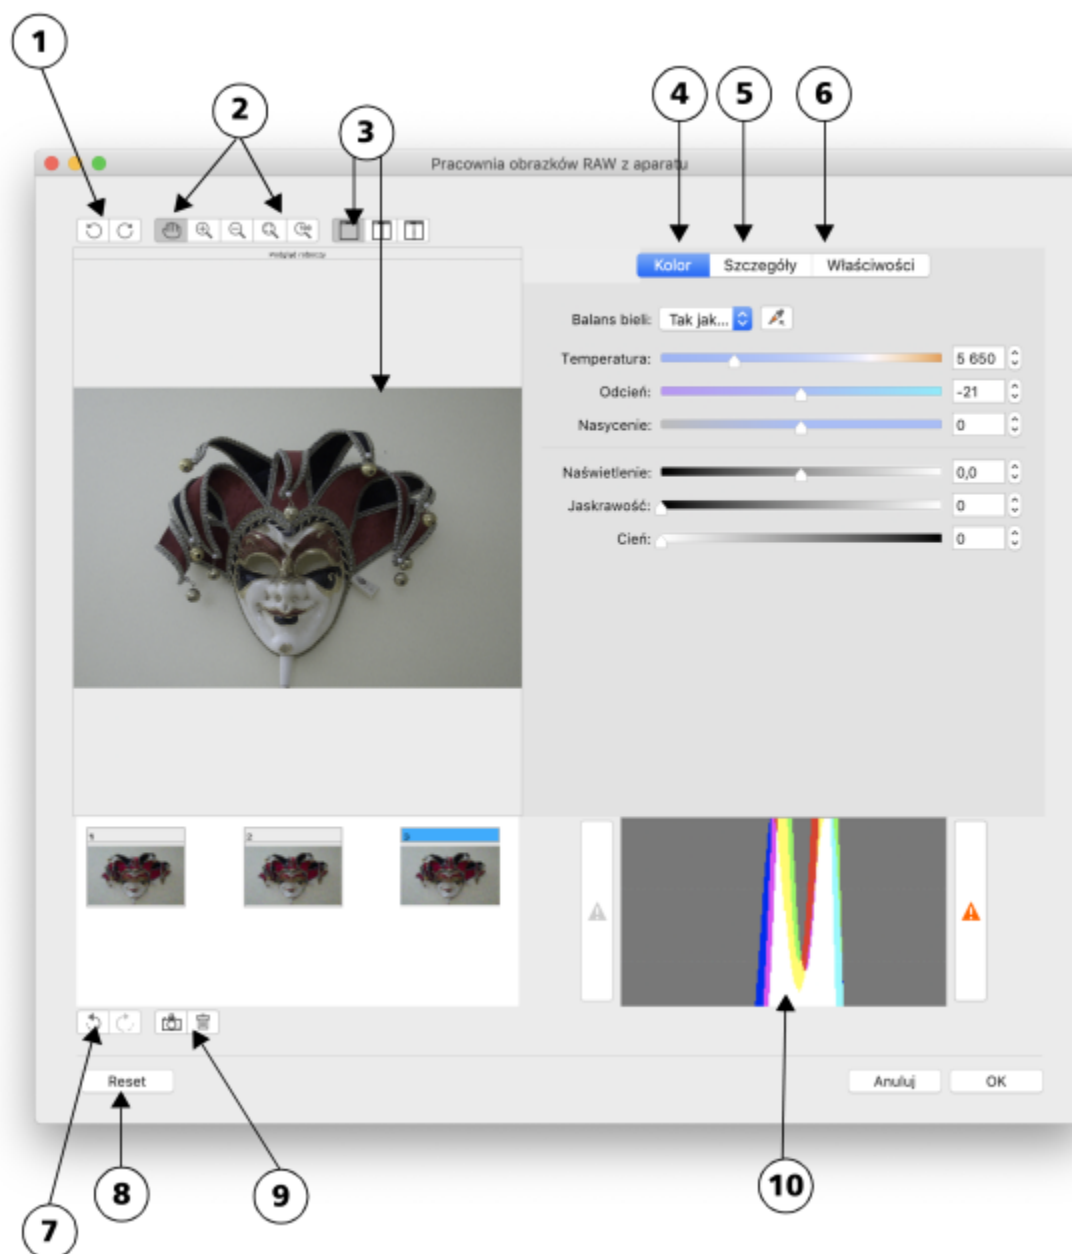 1
2
3
4
5
6
Pracownia obrazków RAW z aparatu
Podgląd roboczy
Kolor
Szczegóły
Właściwości
Balans bieli: Tak jak...
Temperatura: 5 650
Odcień: -21
Nasycenie: 0
Naświetlenie: 0,0
Jaskrawość: 0
Cień: 0
1
2
3
Reset
Anuluj
OK
7
8
9
10